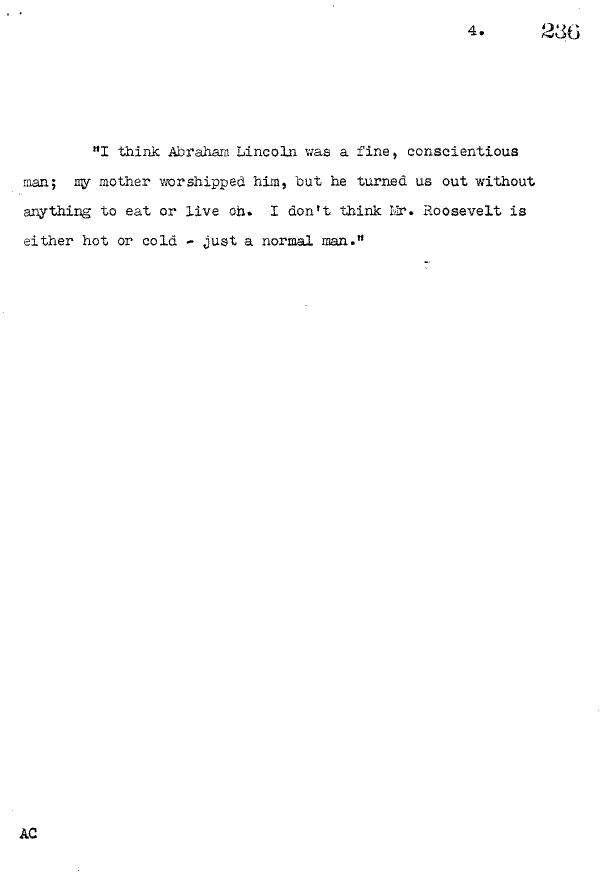 4. 236
"I think Abraham Lincoln was a fine, conscientious
man; my mother worshipped him, but he turned us out without
anything to eat or live on. I don't think Mr. Roosevelt is
either hot or cold - just a normal man."
AC